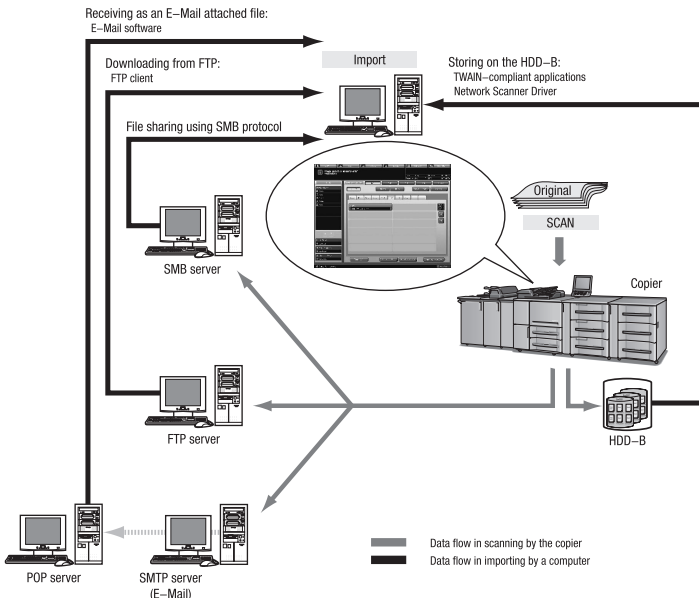 Receiving as an E–Mail attached file:
E–Mail software
Import
Downloading from FTP:
FTP client
Storing on the HDD–B:
TWAIN–compliant applications
Network Scanner Driver
File sharing using SMB protocol
Original
SCAN
SMB server
Copier
FTP server
HDD–B
POP server
SMTP server
(E–Mail)
Data flow in scanning by the copier
Data flow in importing by a computer